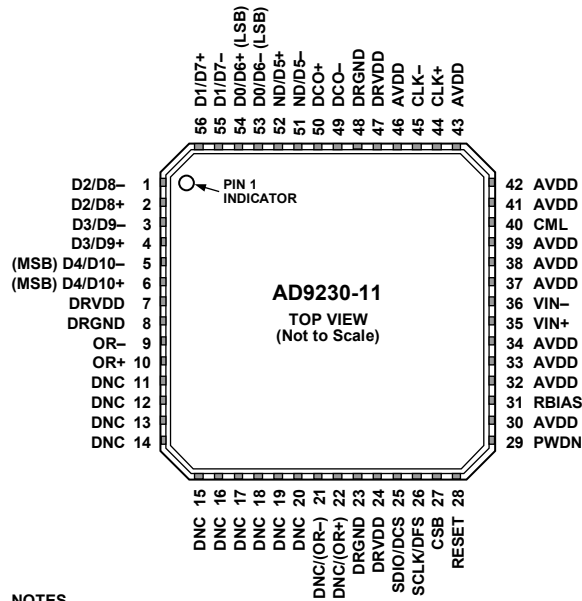 56 D1/D7+
55 D1/D7–
54 D0/D6+ (LSB)
53 D0/D6– (LSB)
52 ND/D5+
51 ND/D5–
50 DCO+
49 DCO–
48 DRGND
47 DRVDD
46 AVDD
45 CLK–
44 CLK+
43 AVDD
D2/D8– 1
D2/D8+ 2
D3/D9– 3
D3/D9+ 4
(MSB) D4/D10– 5
(MSB) D4/D10+ 6
DRVDD 7
DRGND 8
OR– 9
OR+ 10
DNC 11
DNC 12
DNC 13
DNC 14
PIN 1
INDICATOR
AD9230-11
TOP VIEW
(Not to Scale)
42 AVDD
41 AVDD
40 CML
39 AVDD
38 AVDD
37 AVDD
36 VIN–
35 VIN+
34 AVDD
33 AVDD
32 AVDD
31 RBIAS
30 AVDD
29 PWDN
DNC 15
DNC 16
DNC 17
DNC 18
DNC 19
DNC 20
DNC/(OR–) 21
DNC/(OR+) 22
DRGND 23
DRVDD 24
SDIO/DCS 25
SCLK/DFS 26
CSB 27
RESET 28
NOTES